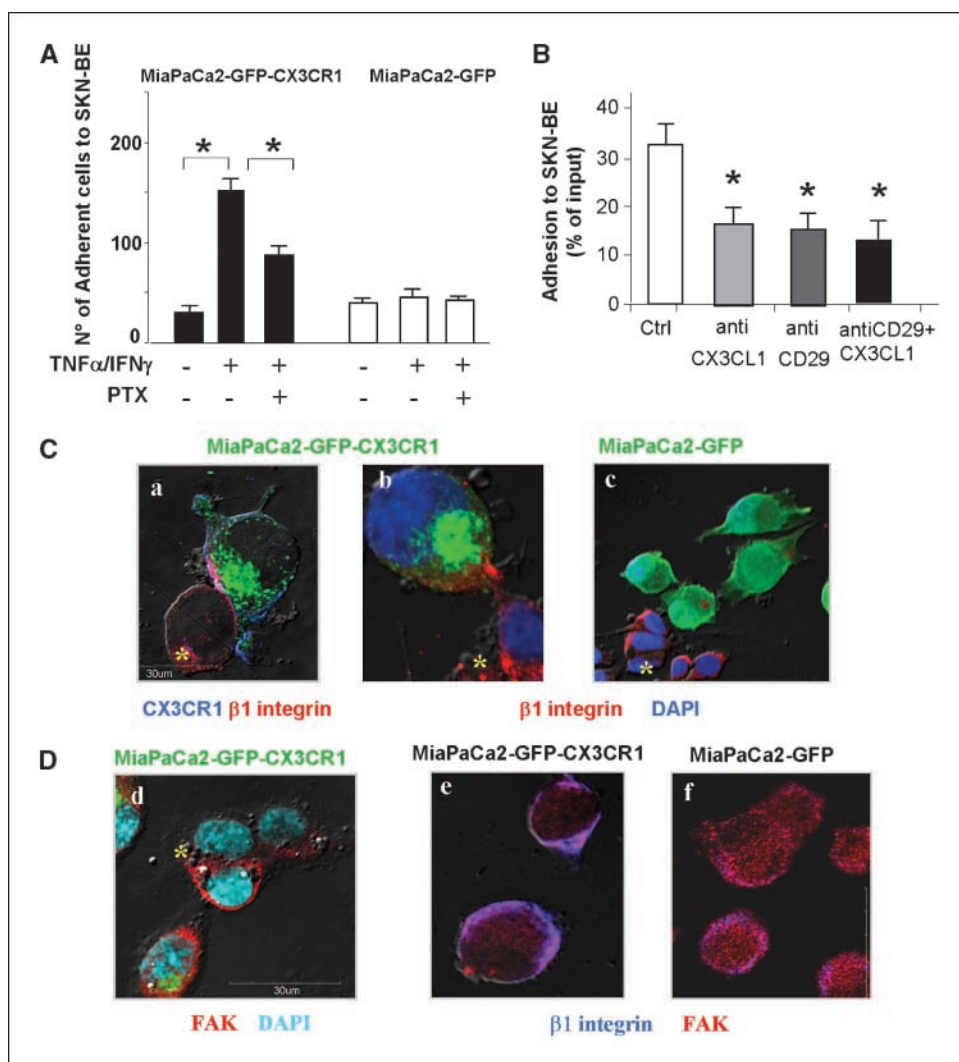 A
MiaPaCa2-GFP-CX3CR1
MiaPaCa2-GFP
N° of Adherent cells to SKN-BE
200
100
0
* *
TNFα/IFNγ - + + - + +
PTX - - + - - +
B
Adhesion to SKN-BE
(% of input)
40
30
20
10
0
* * *
Ctrl
anti
CX3CL1
anti
CD29
antiCD29+
CX3CL1
C
MiaPaCa2-GFP-CX3CR1
MiaPaCa2-GFP
a
*
30um
b
*
c
*
CX3CR1 β1 integrin
β1 integrin DAPI
D
MiaPaCa2-GFP-CX3CR1
MiaPaCa2-GFP-CX3CR1
MiaPaCa2-GFP
d
*
30um
e
f
FAK DAPI
β1 integrin FAK